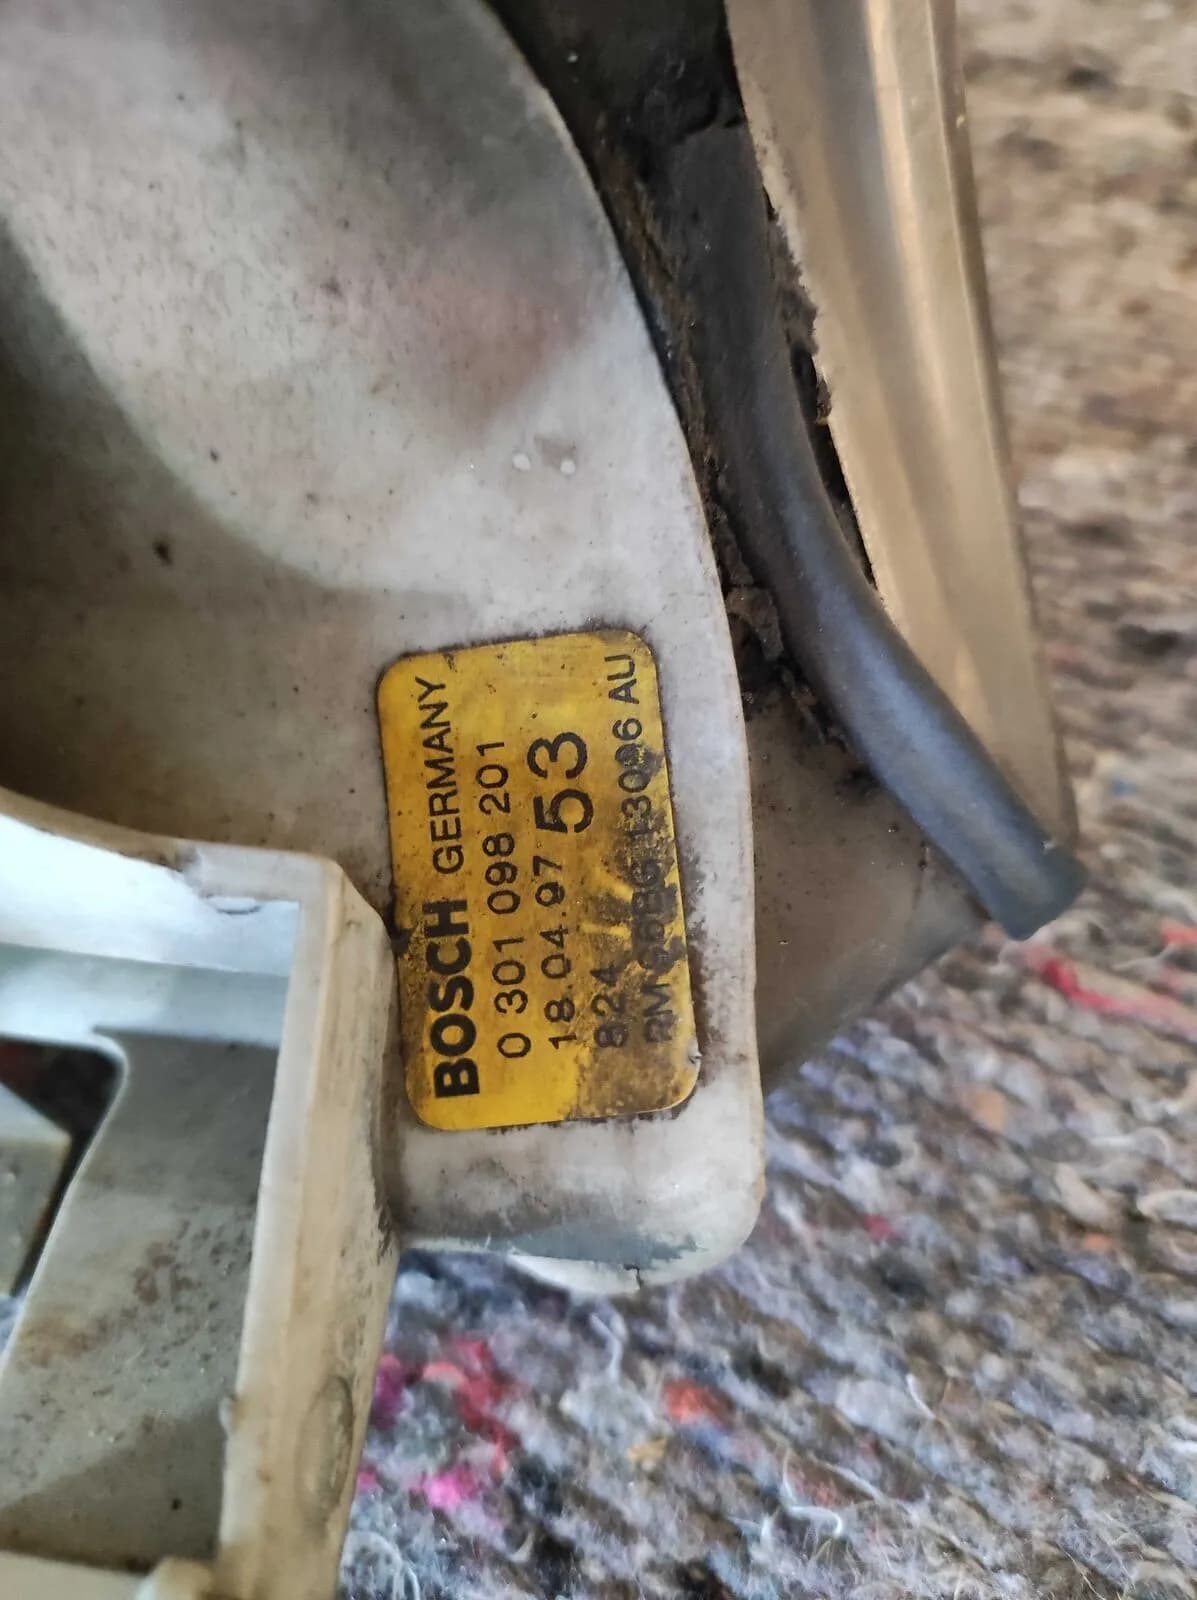 BOSCH GERMANY
0 301 098 201
18.04.97 53
824
AU